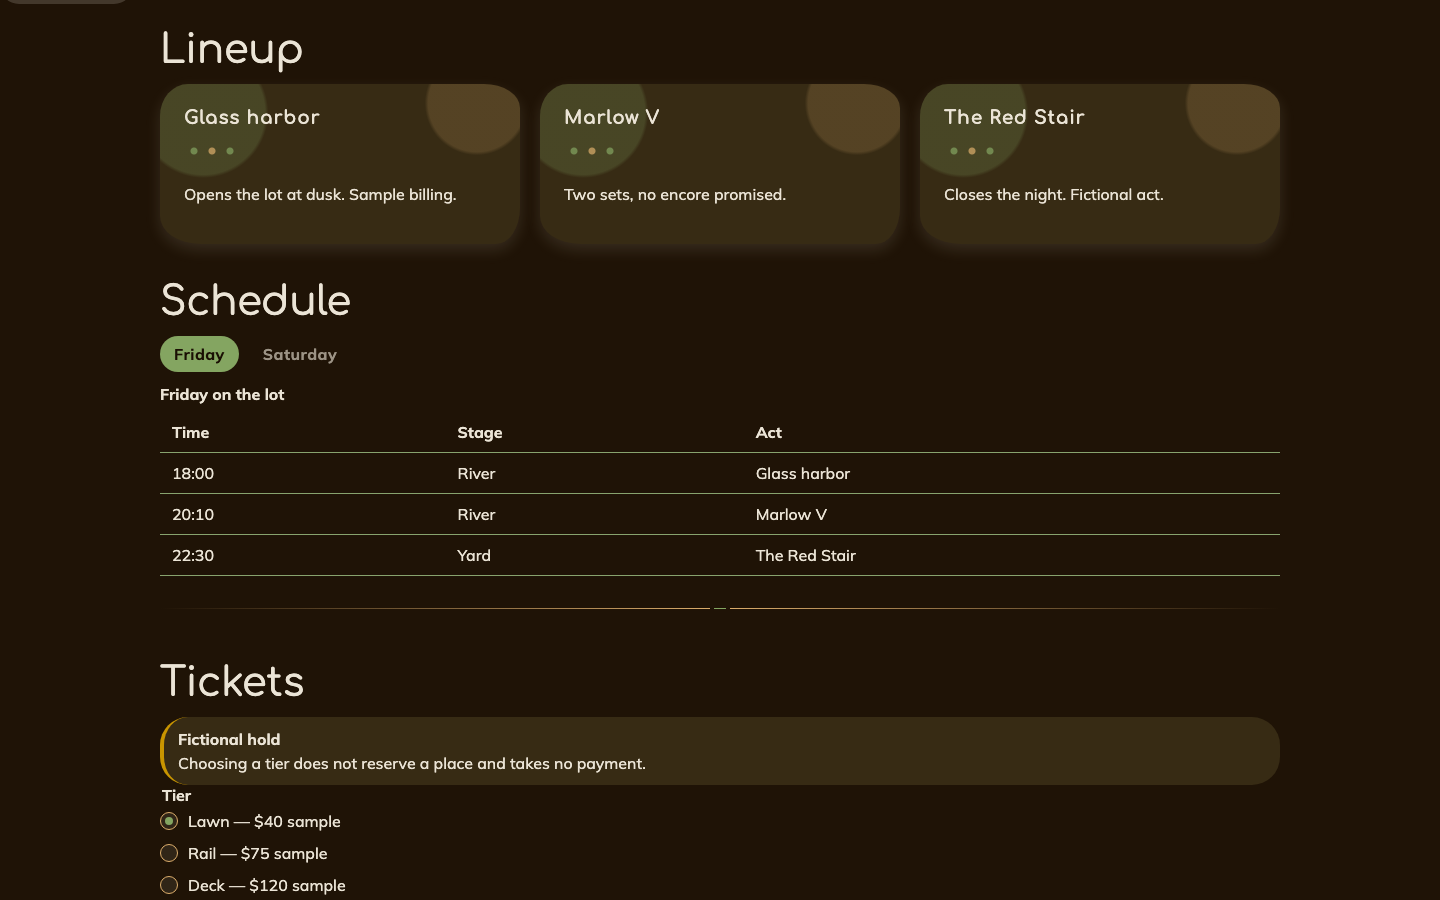 Lineup
Glass harbor
Opens the lot at dusk. Sample billing.
Marlow V
Two sets, no encore promised.
The Red Stair
Closes the night. Fictional act.
Schedule
Friday Saturday
Friday on the lot
Time Stage Act
18:00 River Glass harbor
20:10 River Marlow V
22:30 Yard The Red Stair
Tickets
Fictional hold
Choosing a tier does not reserve a place and takes no payment.
Tier
Lawn — $40 sample
Rail — $75 sample
Deck — $120 sample